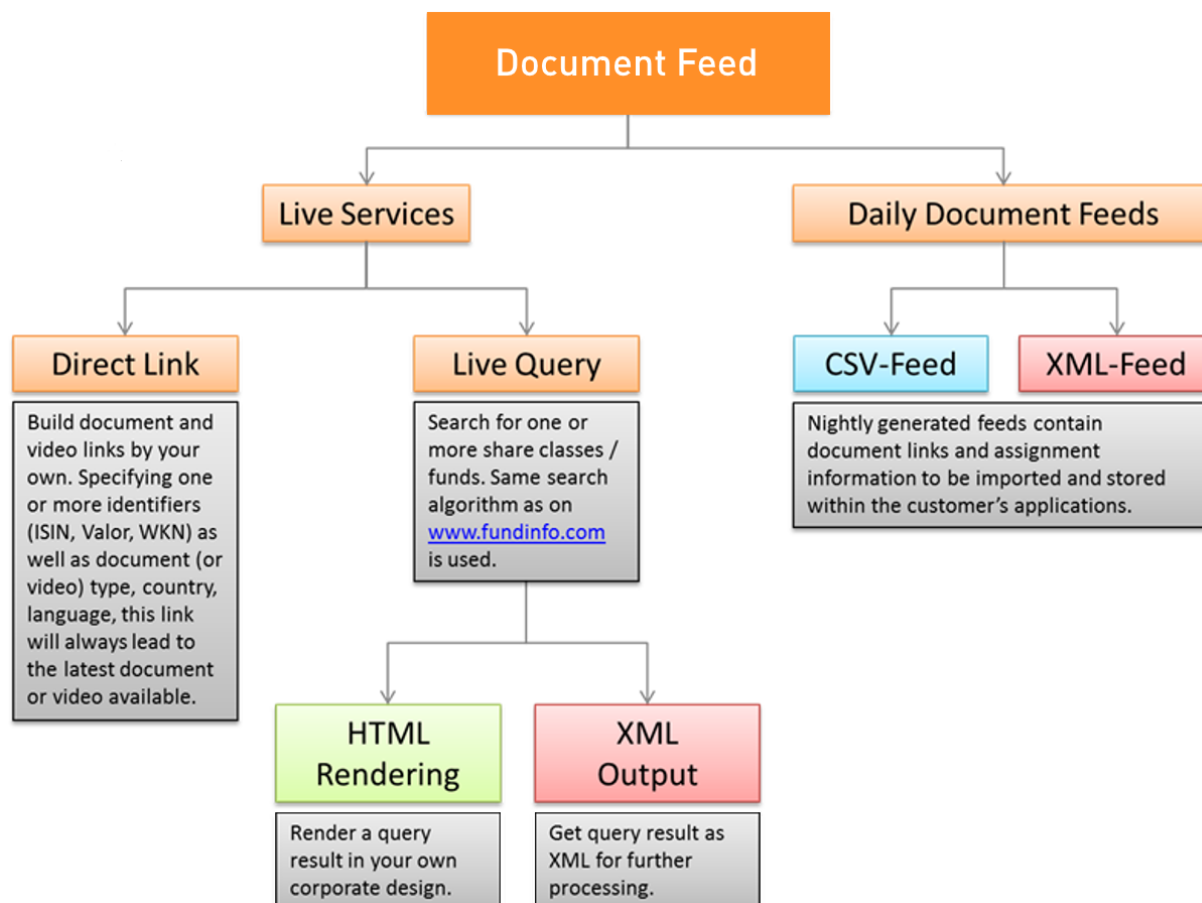 Document Feed
Live Services
Daily Document Feeds
Direct Link
Live Query
CSV-Feed
XML-Feed
Build document and
video links by your
own. Specifying one
or more identifiers
(ISIN, Valor, WKN) as
well as document (or
video) type, country,
language, this link
will always lead to
the latest document
or video available.
Search for one or
more share classes /
funds. Same search
algorithm as on
www.fundinfo.com
is used.
Nightly generated feeds contain
document links and assignment
information to be imported and stored
within the customer's applications.
HTML
Rendering
XML
Output
Render a query
result in your own
corporate design.
Get query result as
XML for further
processing.